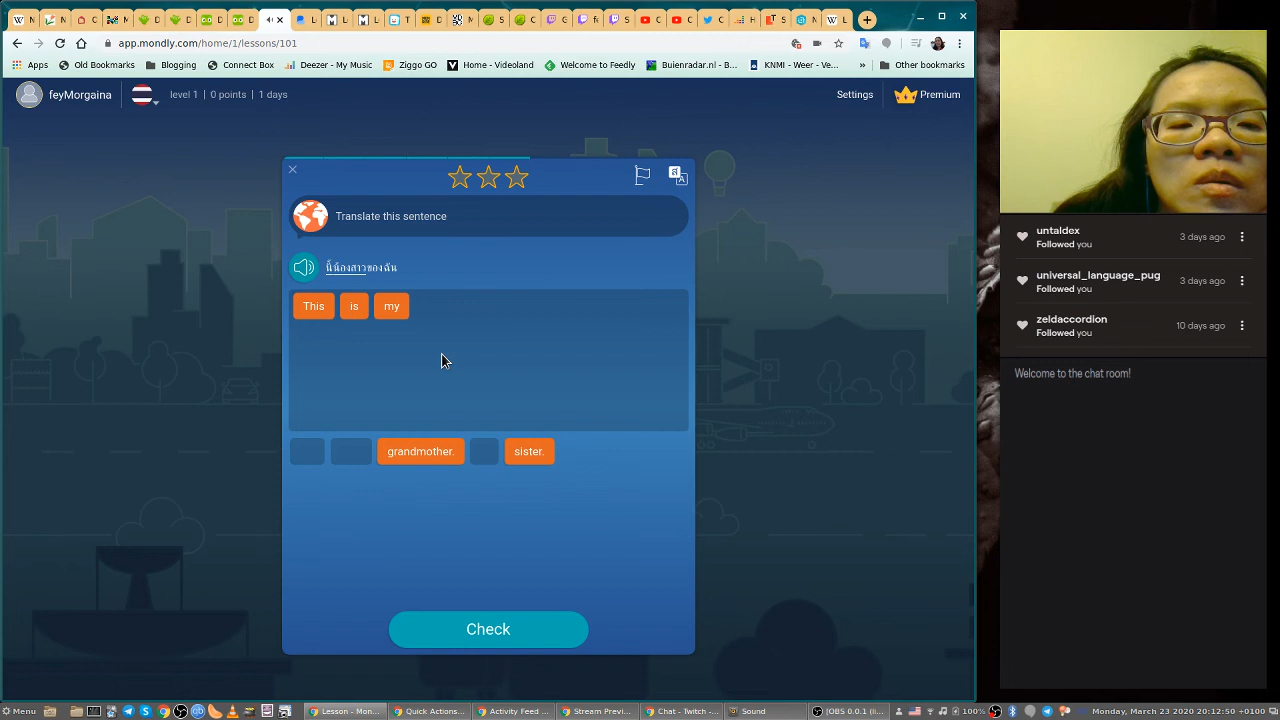 app.mondly.com/home/1/lessons/101
Apps
Old Bookmarks
Blogging
Connect Box
Deezer - My Music
Ziggo GO
Home - Videoland
Welcome to Feedly
Buienradar.nl - B...
KNMI - Weer - Ve...
»
Other bookmarks
feyMorgaina
level 1 | 0 points | 1 days
Settings
Premium
Translate this sentence
นี้น้องสาวของฉัน
This is my
grandmother. sister.
Check
untaldex
Followed you
3 days ago
universal_language_pug
Followed you
3 days ago
zeldaccordion
Followed you
10 days ago
Welcome to the chat room!
Menu
Lesson - Mon...
Quick Actions...
Activity Feed ...
Stream Previ...
Chat - Twitch -...
Sound
100%
Monday, March 23 2020 20:12:50 +0100